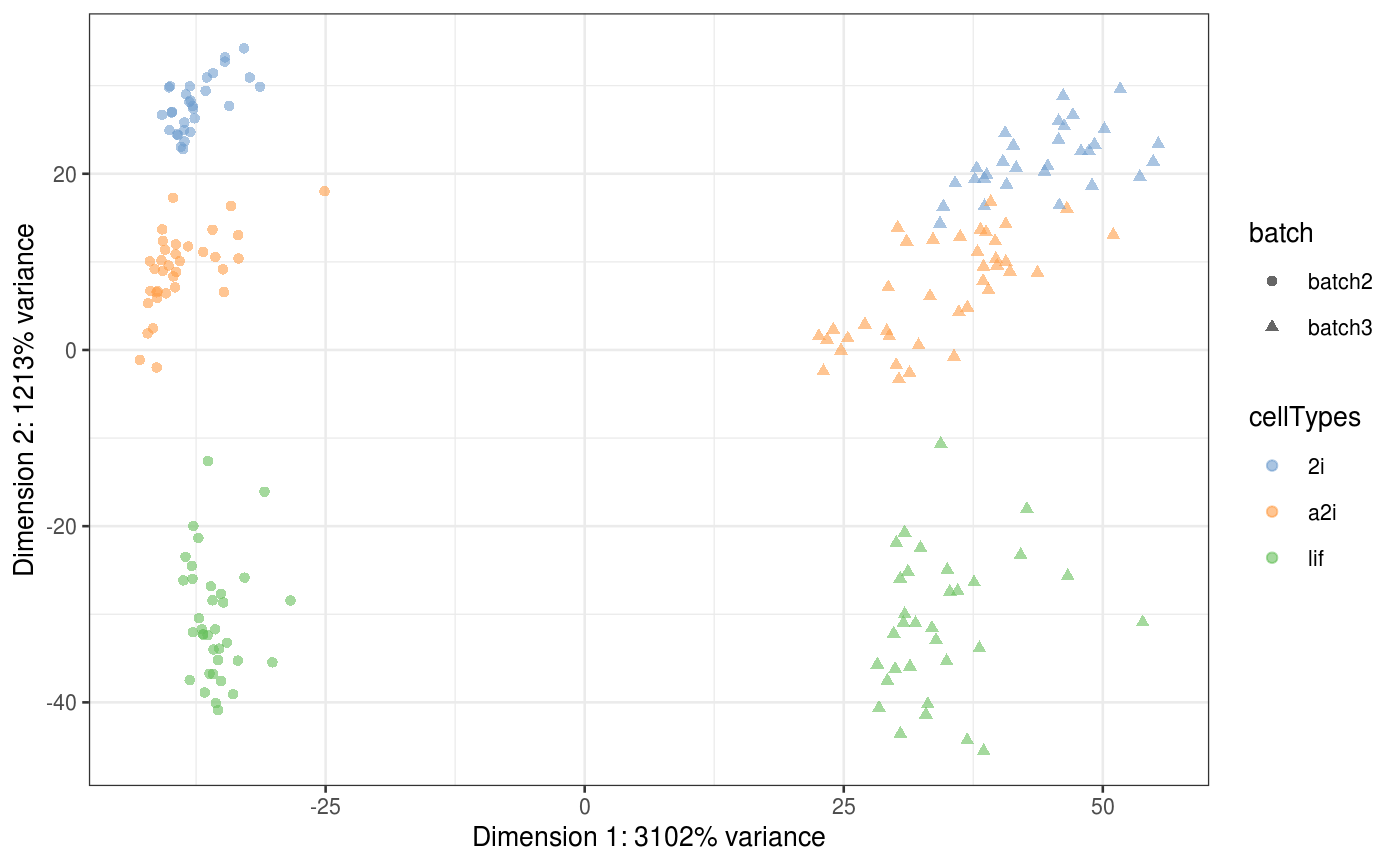 20
0
-20
-40
Dimension 2: 1213% variance
-25
0
25
50
Dimension 1: 3102% variance
batch
batch2
batch3
cellTypes
2i
a2i
lif